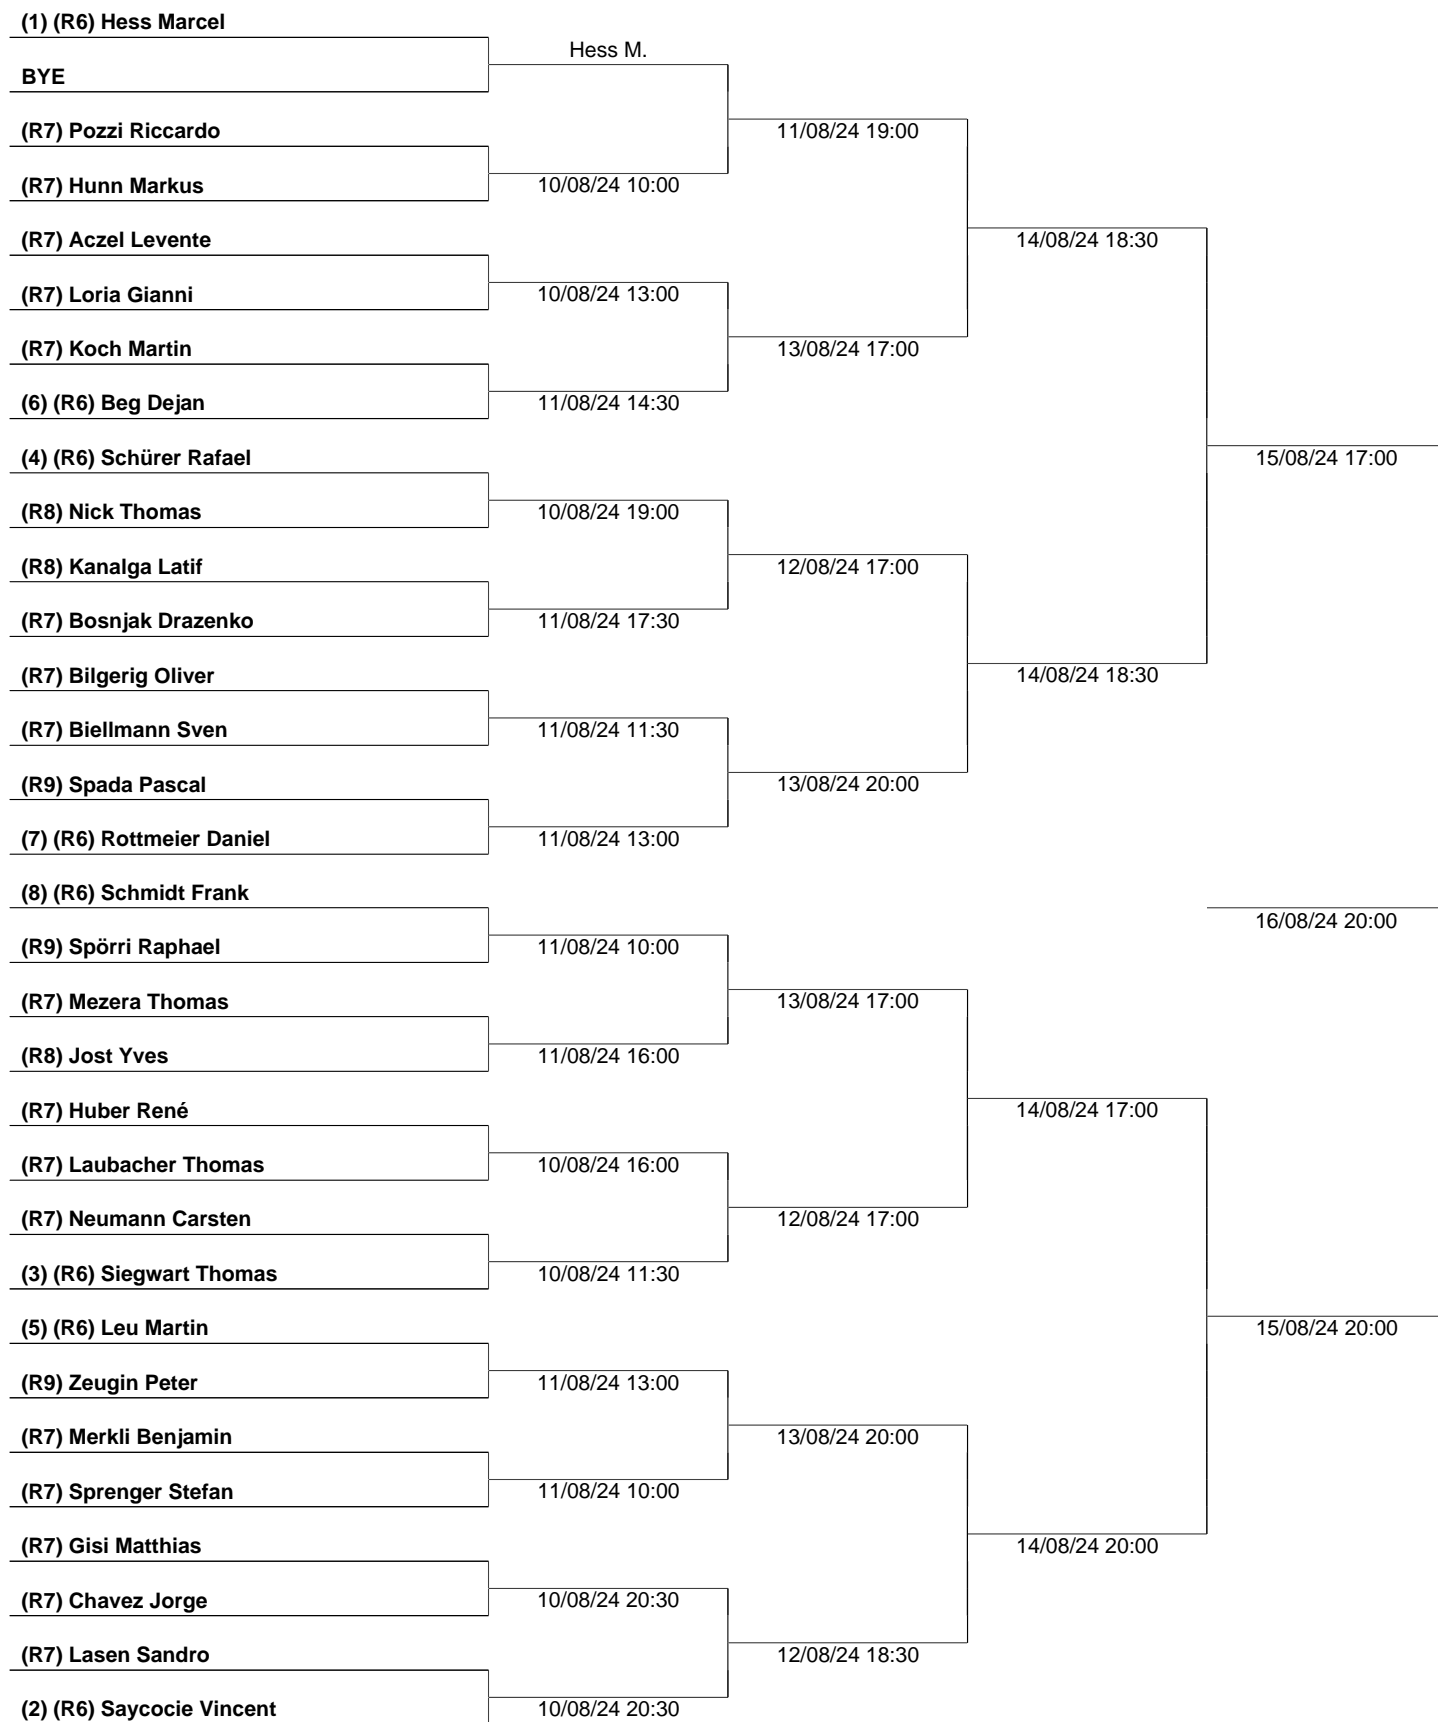 (1) (R6) Hess Marcel
Hess M.
BYE
(R7) Pozzi Riccardo
11/08/24 19:00
(R7) Hunn Markus
10/08/24 10:00
(R7) Aczel Levente
14/08/24 18:30
(R7) Loria Gianni
10/08/24 13:00
(R7) Koch Martin
13/08/24 17:00
(6) (R6) Beg Dejan
11/08/24 14:30
(4) (R6) Schürer Rafael
15/08/24 17:00
(R8) Nick Thomas
10/08/24 19:00
(R8) Kanalga Latif
12/08/24 17:00
(R7) Bosnjak Drazenko
11/08/24 17:30
(R7) Bilgerig Oliver
14/08/24 18:30
(R7) Biellmann Sven
11/08/24 11:30
(R9) Spada Pascal
13/08/24 20:00
(7) (R6) Rottmeier Daniel
11/08/24 13:00
(8) (R6) Schmidt Frank
16/08/24 20:00
(R9) Spörri Raphael
11/08/24 10:00
(R7) Mezera Thomas
13/08/24 17:00
(R8) Jost Yves
11/08/24 16:00
(R7) Huber René
14/08/24 17:00
(R7) Laubacher Thomas
10/08/24 16:00
(R7) Neumann Carsten
12/08/24 17:00
(3) (R6) Siegwart Thomas
10/08/24 11:30
(5) (R6) Leu Martin
15/08/24 20:00
(R9) Zeugin Peter
11/08/24 13:00
(R7) Merkli Benjamin
13/08/24 20:00
(R7) Sprenger Stefan
11/08/24 10:00
(R7) Gisi Matthias
14/08/24 20:00
(R7) Chavez Jorge
10/08/24 20:30
(R7) Lasen Sandro
12/08/24 18:30
(2) (R6) Saycocie Vincent
10/08/24 20:30